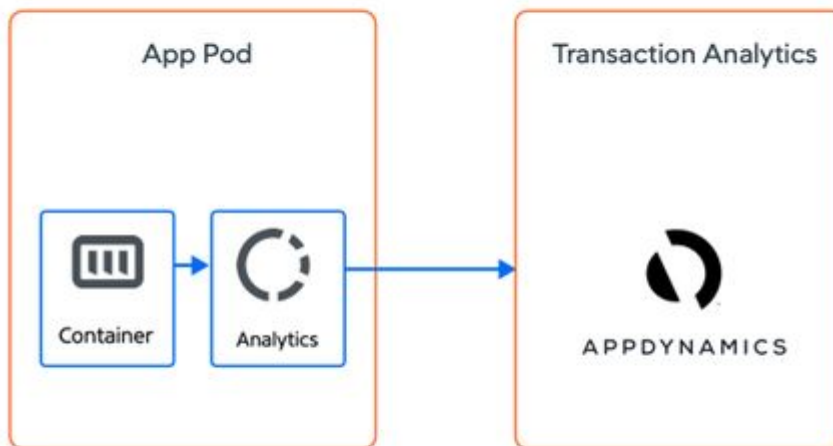 App Pod
Transaction Analytics
Container
Analytics
APPDYNAMICS